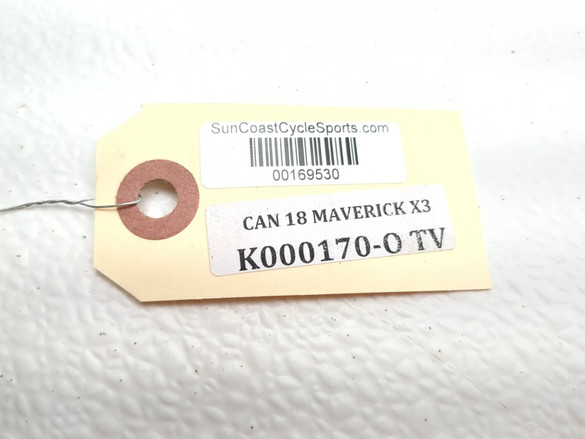 SunCoastCycleSports.com
00169530
CAN 18 MAVERICK X3
K000170-O TV